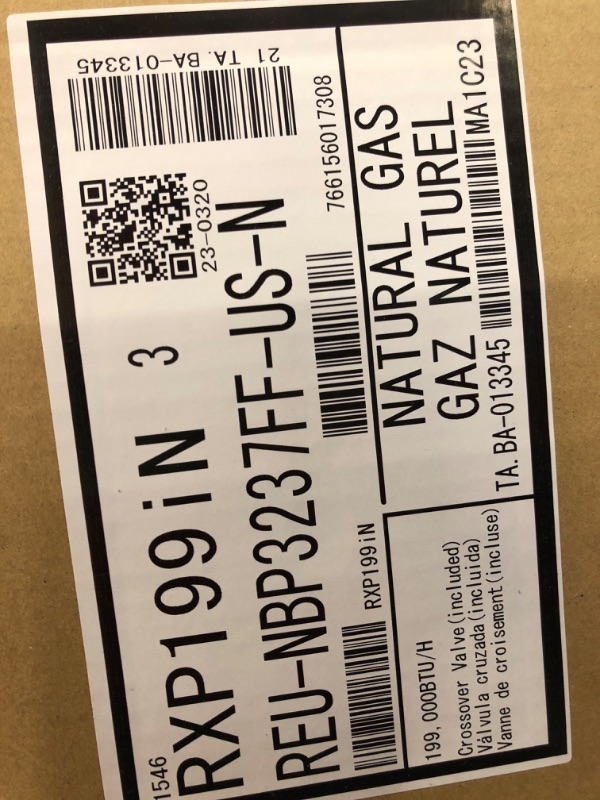 1546
RXP199iN 3
REU-NBP3237FF-US-N
23-0320
21 TA. BA-013345
RXP199iN
766156017308
199,000BTU/H
Crossover Valve(included)
Válvula cruzada(incluida)
Vanne de croisement(incluse)
NATURAL GAS
GAZ NATUREL
TA. BA-013345
MA1C23